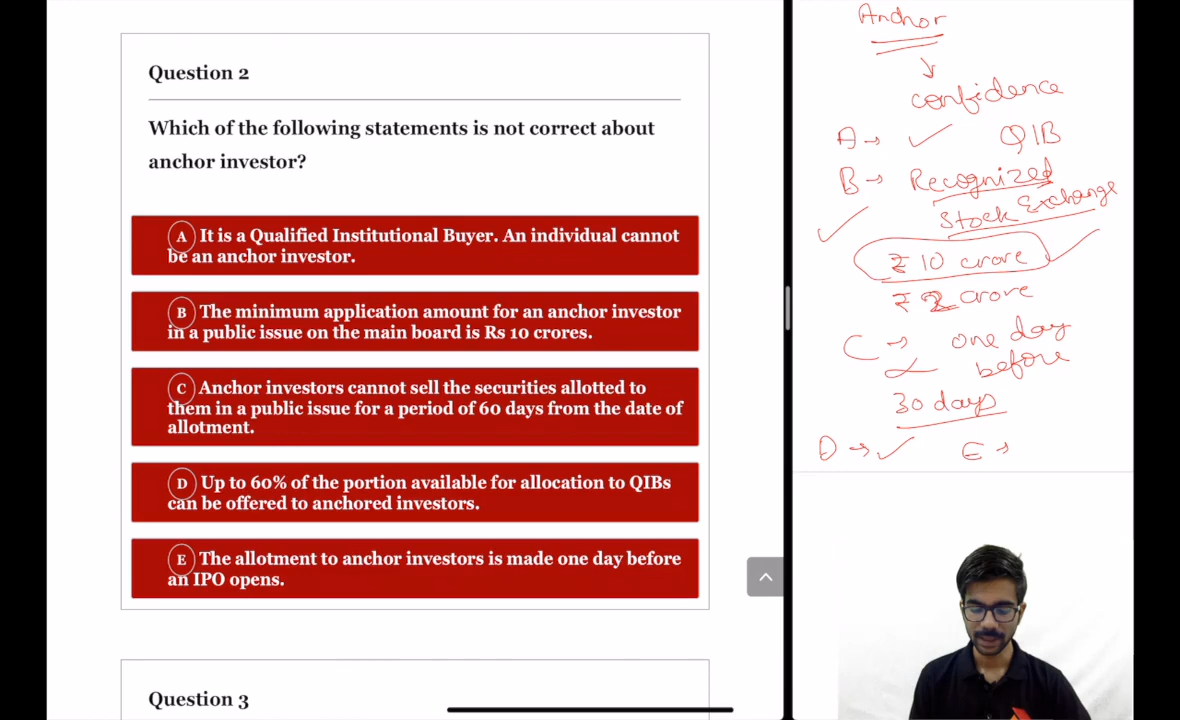 Question 2
Which of the following statements is not correct about
anchor investor?
A It is a Qualified Institutional Buyer. An individual cannot
be an anchor investor.
B The minimum application amount for an anchor investor
in a public issue on the main board is Rs 10 crores.
C Anchor investors cannot sell the securities allotted to
them in a public issue for a period of 60 days from the date of
allotment.
D Up to 60% of the portion available for allocation to QIBs
can be offered to anchored investors.
E The allotment to anchor investors is made one day before
an IPO opens.
Question 3
Anchor
confidence
A → ✓ QIB
B → Recognized
Stock Exchange
₹ 10 crore
₹ 2 crore
C → one day
before
30 days
D → ✓ E →